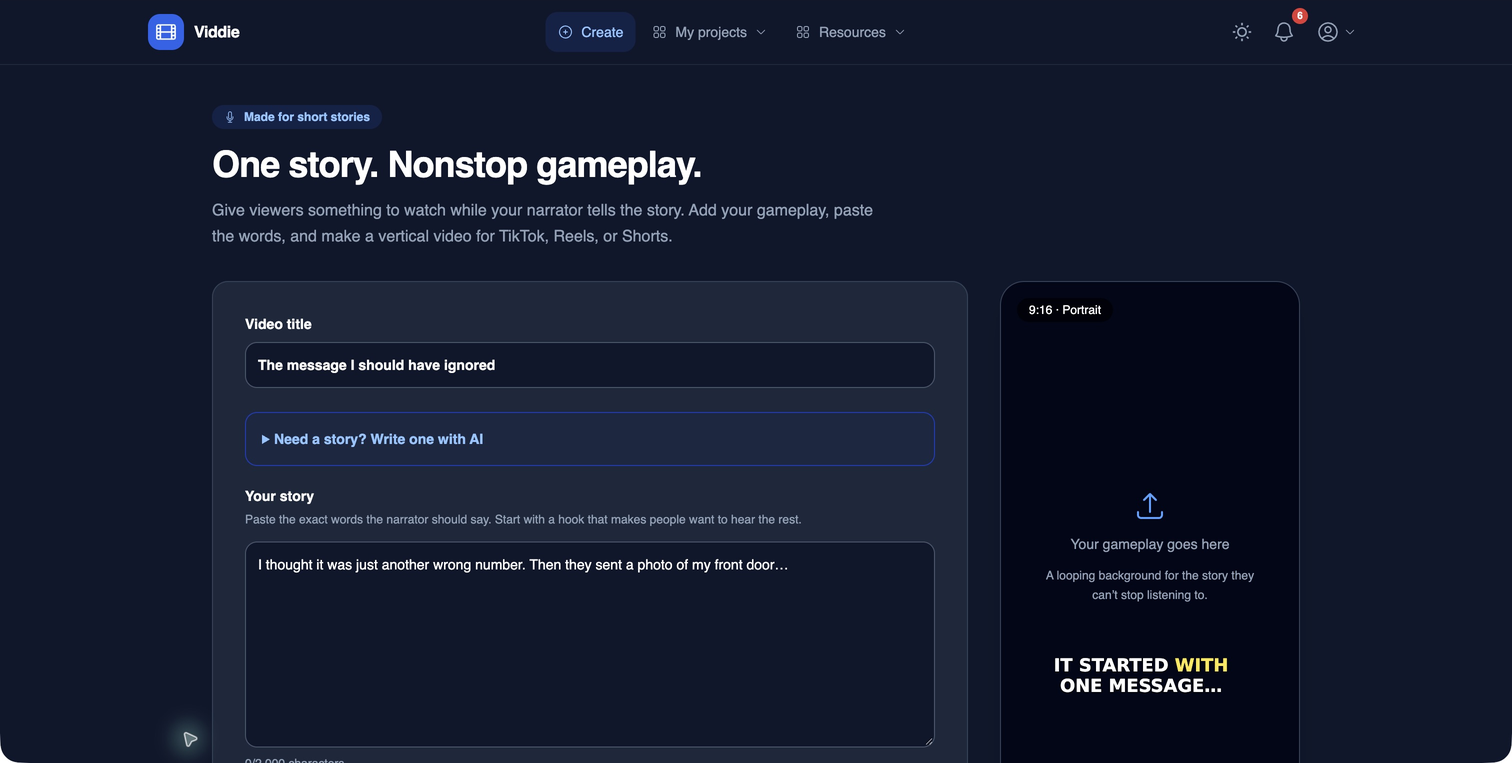 Viddie
Create
My projects
Resources
6
Made for short stories
One story. Nonstop gameplay.
Give viewers something to watch while your narrator tells the story. Add your gameplay, paste
the words, and make a vertical video for TikTok, Reels, or Shorts.
Video title
The message I should have ignored
Need a story? Write one with AI
Your story
Paste the exact words the narrator should say. Start with a hook that makes people want to hear the rest.
I thought it was just another wrong number. Then they sent a photo of my front door…
9:16 · Portrait
Your gameplay goes here
A looping background for the story they
can't stop listening to.
IT STARTED WITH
ONE MESSAGE...